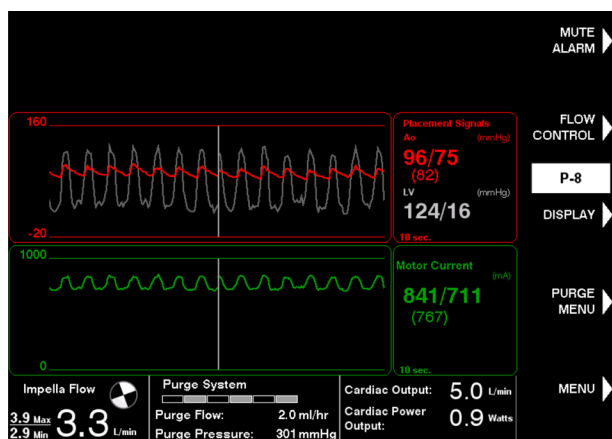 MUTE
ALARM
160
-20
Placement Signals
Ao (mmHg)
96/75
(82)
LV (mmHg)
124/16
10 sec.
FLOW
CONTROL
P-8
DISPLAY
1000
0
Motor Current
(mA)
841/711
(767)
10 sec.
PURGE
MENU
Impella Flow
3.9 Max
2.9 Min
3.3 L/min
Purge System
Purge Flow: 2.0 ml/hr
Purge Pressure: 301 mmHg
Cardiac Output: 5.0 L/min
Cardiac Power
Output: 0.9 Watts
MENU